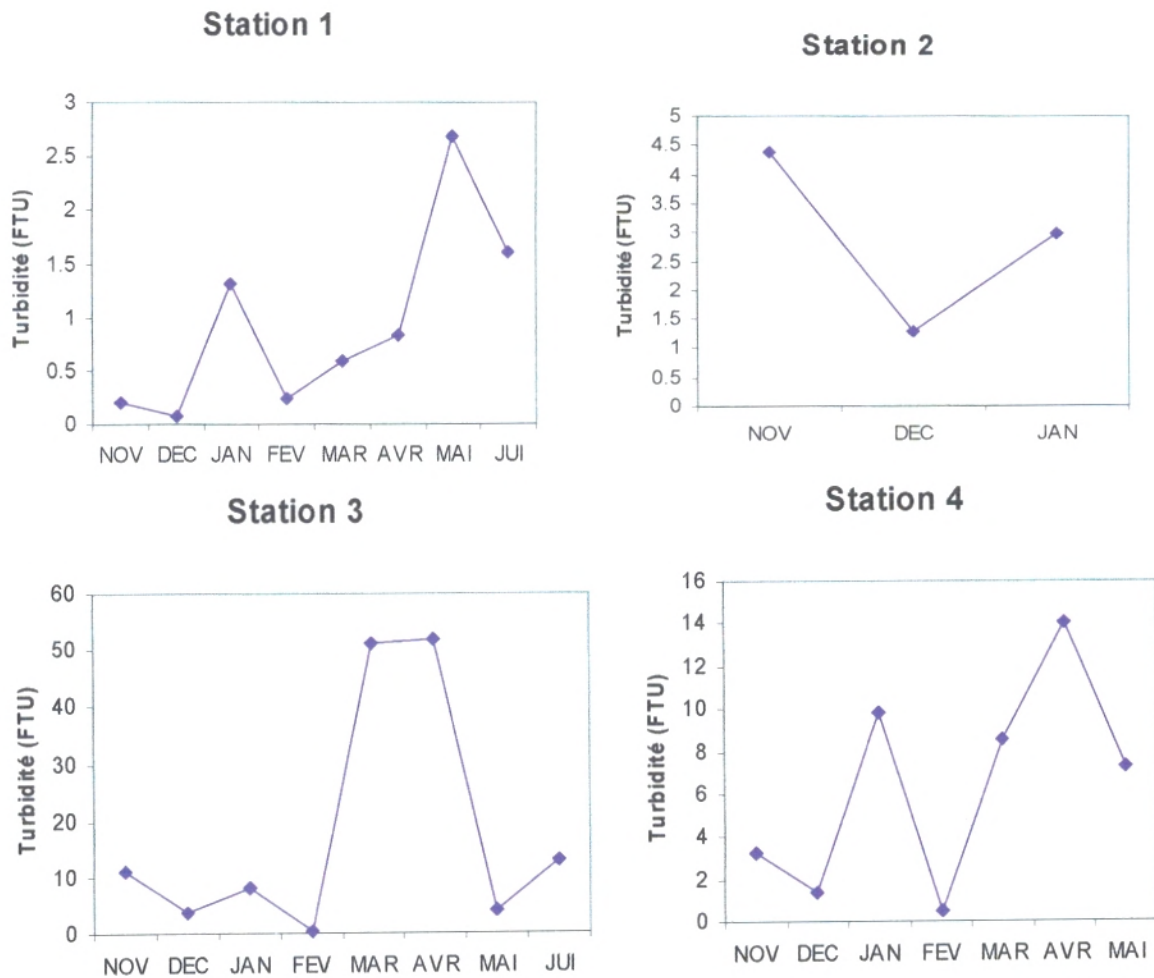 Station 1
Turbidité (FTU)
3
2.5
2
1.5
1
0.5
0
NOV DEC JAN FEV MAR AVR MAI JUI
Station 2
Turbidité (FTU)
5
4.5
4
3.5
3
2.5
2
1.5
1
0.5
0
NOV DEC JAN
Station 3
Turbidité (FTU)
60
50
40
30
20
10
0
NOV DEC JAN FEV MAR AVR MAI JUI
Station 4
Turbidité (FTU)
16
14
12
10
8
6
4
2
0
NOV DEC JAN FEV MAR AVR MAI